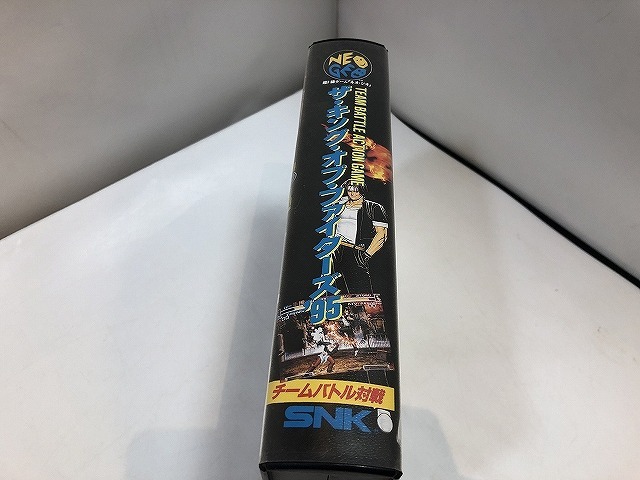 NEO
GEO
TEAM BATTLE ACTION GAME
ザ・キング・オブ・ファイターズ'95
チームバトル対戦
SNK